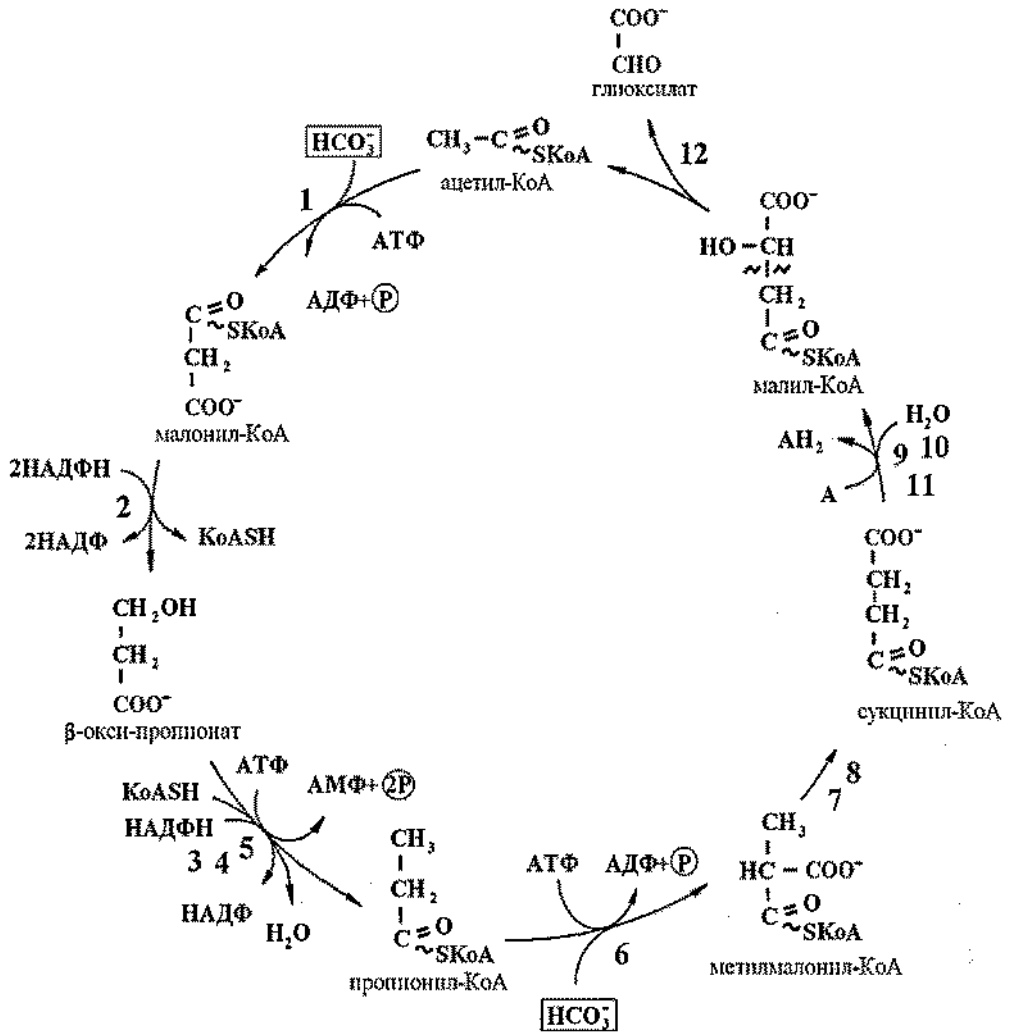 COO⁻
CHO
глиоксилат
HCO₃⁻
CH₃–C=O
~SKoA
ацетил-КоА
12
1
АТФ
АДФ+Ⓟ
COO⁻
HO–CH
CH₂
C=O
~SKoA
малил-КоА
C=O
~SKoA
CH₂
COO⁻
малонил-КоА
AH₂
H₂O
9 10
A
11
2НАДФН
2
2НАДФ
KoASH
COO⁻
CH₂
CH₂
C=O
~SKoA
сукцинил-КоА
CH₂OH
CH₂
COO⁻
β-окси-пропионат
АТФ
АМФ+2P
KoASH
НАДФН
3 4 5
НАДФ
H₂O
CH₃
CH₂
C=O
~SKoA
пропионил-КоА
АТФ
АДФ+Ⓟ
6
HCO₃⁻
7 8
CH₃
HC–COO⁻
C=O
~SKoA
метилмалонил-КоА